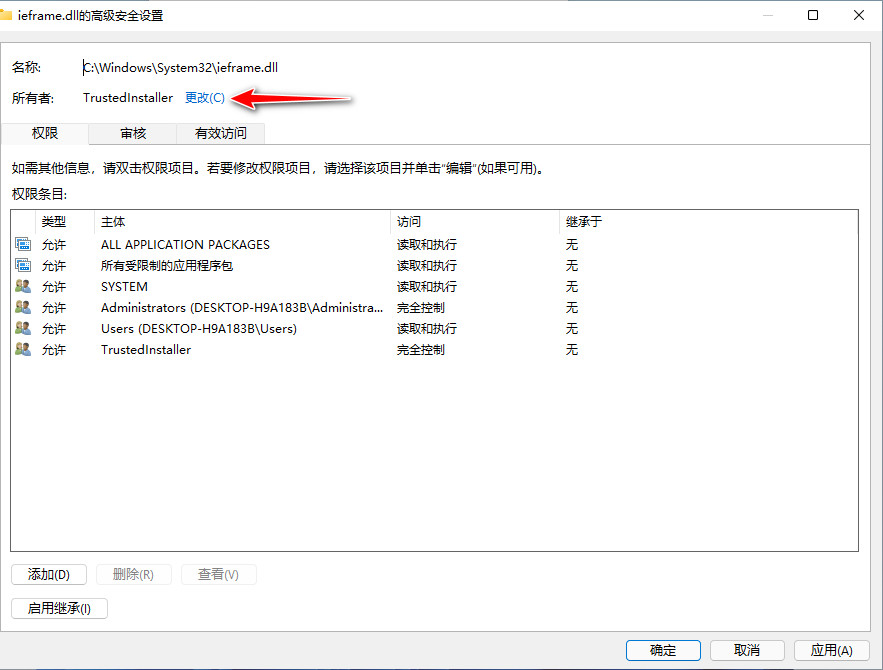 ieframe.dll的高级安全设置
名称: C:\Windows\System32\ieframe.dll
所有者: TrustedInstaller 更改(C)
权限 审核 有效访问
如需其他信息，请双击权限项目。若要修改权限项目，请选择该项目并单击“编辑”(如果可用)。
权限条目:
类型 主体 访问 继承于
允许 ALL APPLICATION PACKAGES 读取和执行 无
允许 所有受限制的应用程序包 读取和执行 无
允许 SYSTEM 读取和执行 无
允许 Administrators (DESKTOP-H9A183B\Administra... 完全控制 无
允许 Users (DESKTOP-H9A183B\Users) 读取和执行 无
允许 TrustedInstaller 完全控制 无
添加(D) 删除(R) 查看(V)
启用继承(I)
确定 取消 应用(A)